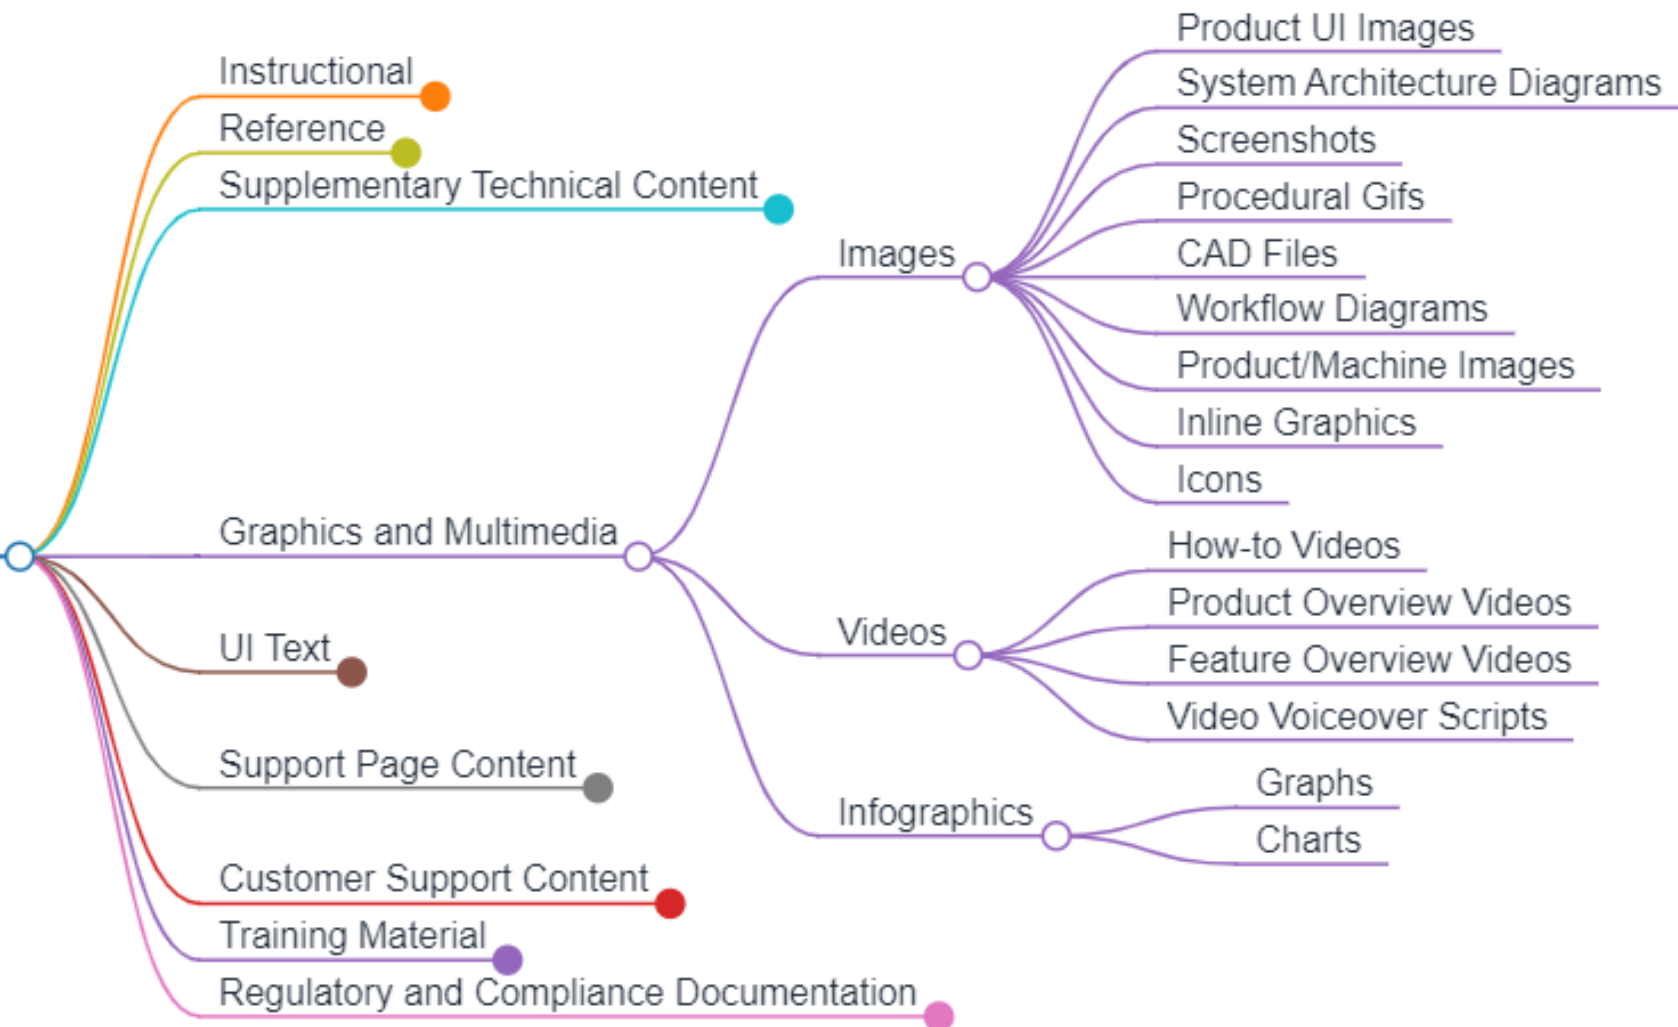 Instructional
Reference
Supplementary Technical Content
Graphics and Multimedia
UI Text
Support Page Content
Customer Support Content
Training Material
Regulatory and Compliance Documentation
Images
Product UI Images
System Architecture Diagrams
Screenshots
Procedural Gifs
CAD Files
Workflow Diagrams
Product/Machine Images
Inline Graphics
Icons
Videos
How-to Videos
Product Overview Videos
Feature Overview Videos
Video Voiceover Scripts
Infographics
Graphs
Charts